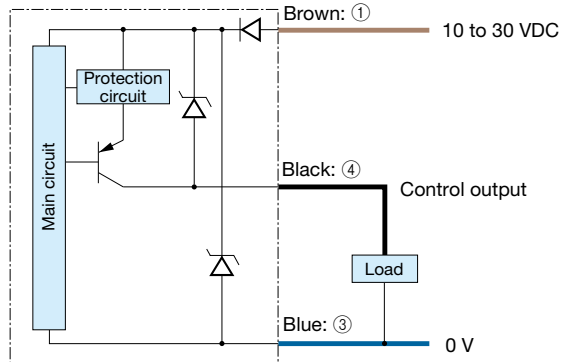 Brown: ①
10 to 30 VDC
Protection
circuit
Main circuit
Black: ④
Control output
Load
Blue: ③
0 V